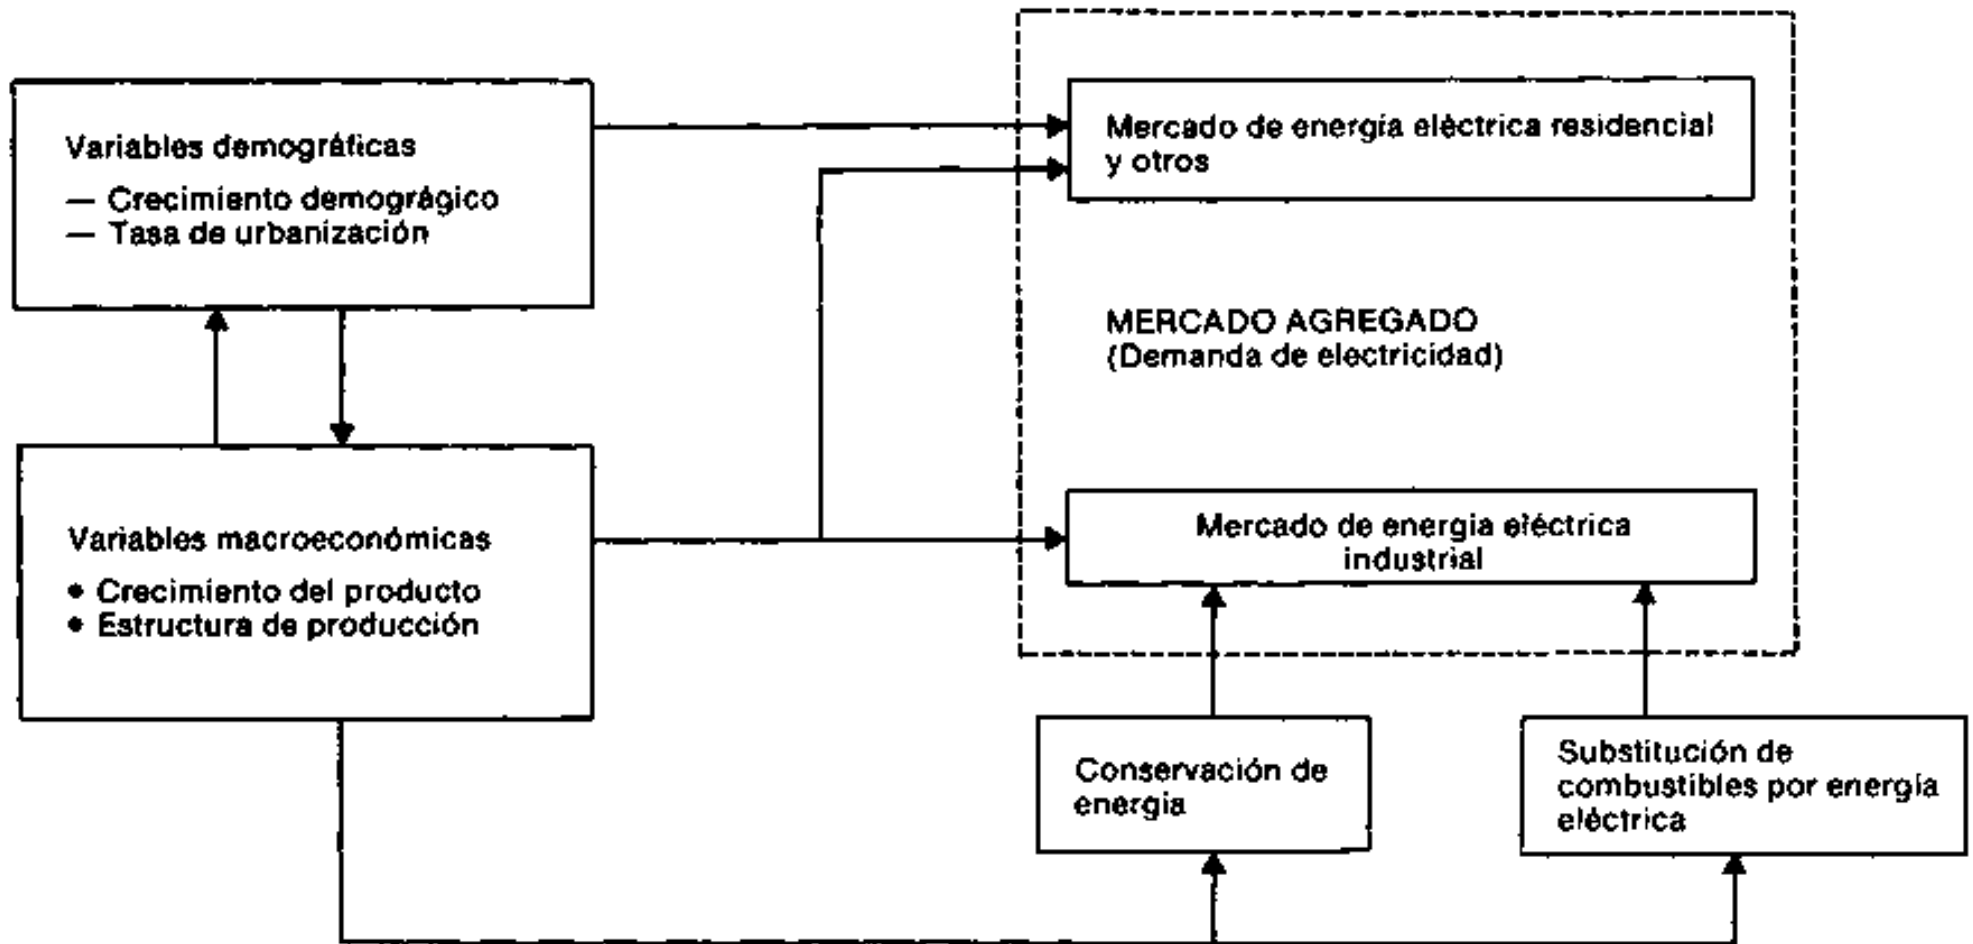 Variables demográficas
— Crecimiento demográgico
— Tasa de urbanización
Mercado de energía eléctrica residencial
y otros
MERCADO AGREGADO
(Demanda de electricidad)
Variables macroeconómicas
• Crecimiento del producto
• Estructura de producción
Mercado de energía eléctrica
industrial
Conservación de
energía
Substitución de
combustibles por energía
eléctrica